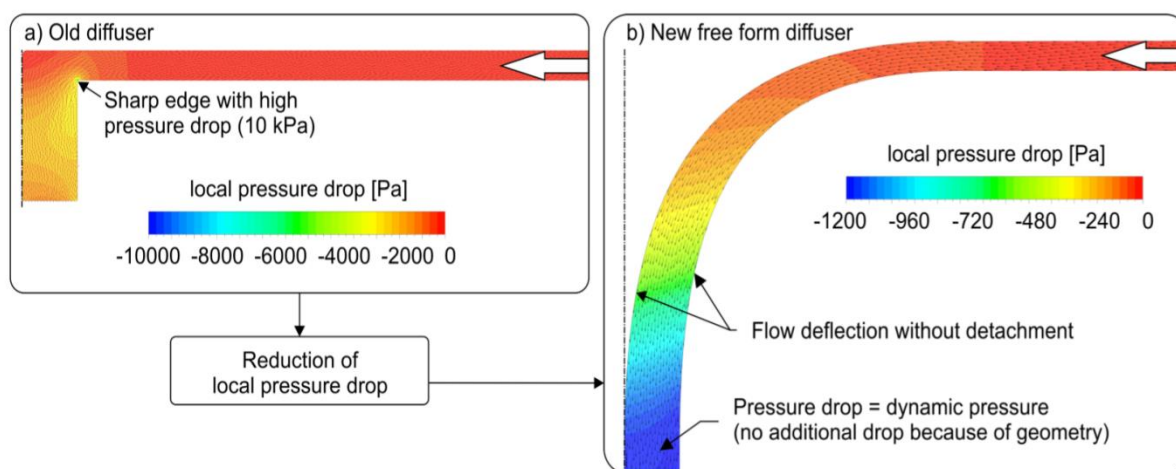 a) Old diffuser
Sharp edge with high
pressure drop (10 kPa)
local pressure drop [Pa]
-10000 -8000 -6000 -4000 -2000 0
Reduction of
local pressure drop
b) New free form diffuser
local pressure drop [Pa]
-1200 -960 -720 -480 -240 0
Flow deflection without detachment
Pressure drop = dynamic pressure
(no additional drop because of geometry)